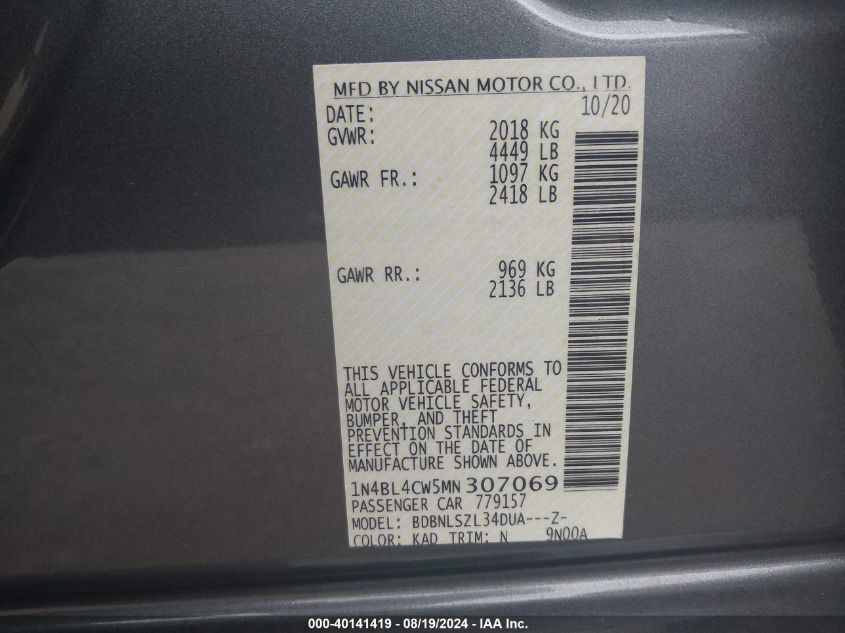 MFD BY NISSAN MOTOR CO., LTD.
DATE: 10/20
GVWR: 2018 KG
4449 LB
GAWR FR.: 1097 KG
2418 LB
GAWR RR.: 969 KG
2136 LB
THIS VEHICLE CONFORMS TO
ALL APPLICABLE FEDERAL
MOTOR VEHICLE SAFETY,
BUMPER, AND THEFT
PREVENTION STANDARDS IN
EFFECT ON THE DATE OF
MANUFACTURE SHOWN ABOVE.
1N4BL4CW5MN307069
PASSENGER CAR 779157
MODEL: BDBNLSZL34DUA---Z-
COLOR: KAD TRIM: N 9N00A
000-40141419 - 08/19/2024 - IAAI Inc.